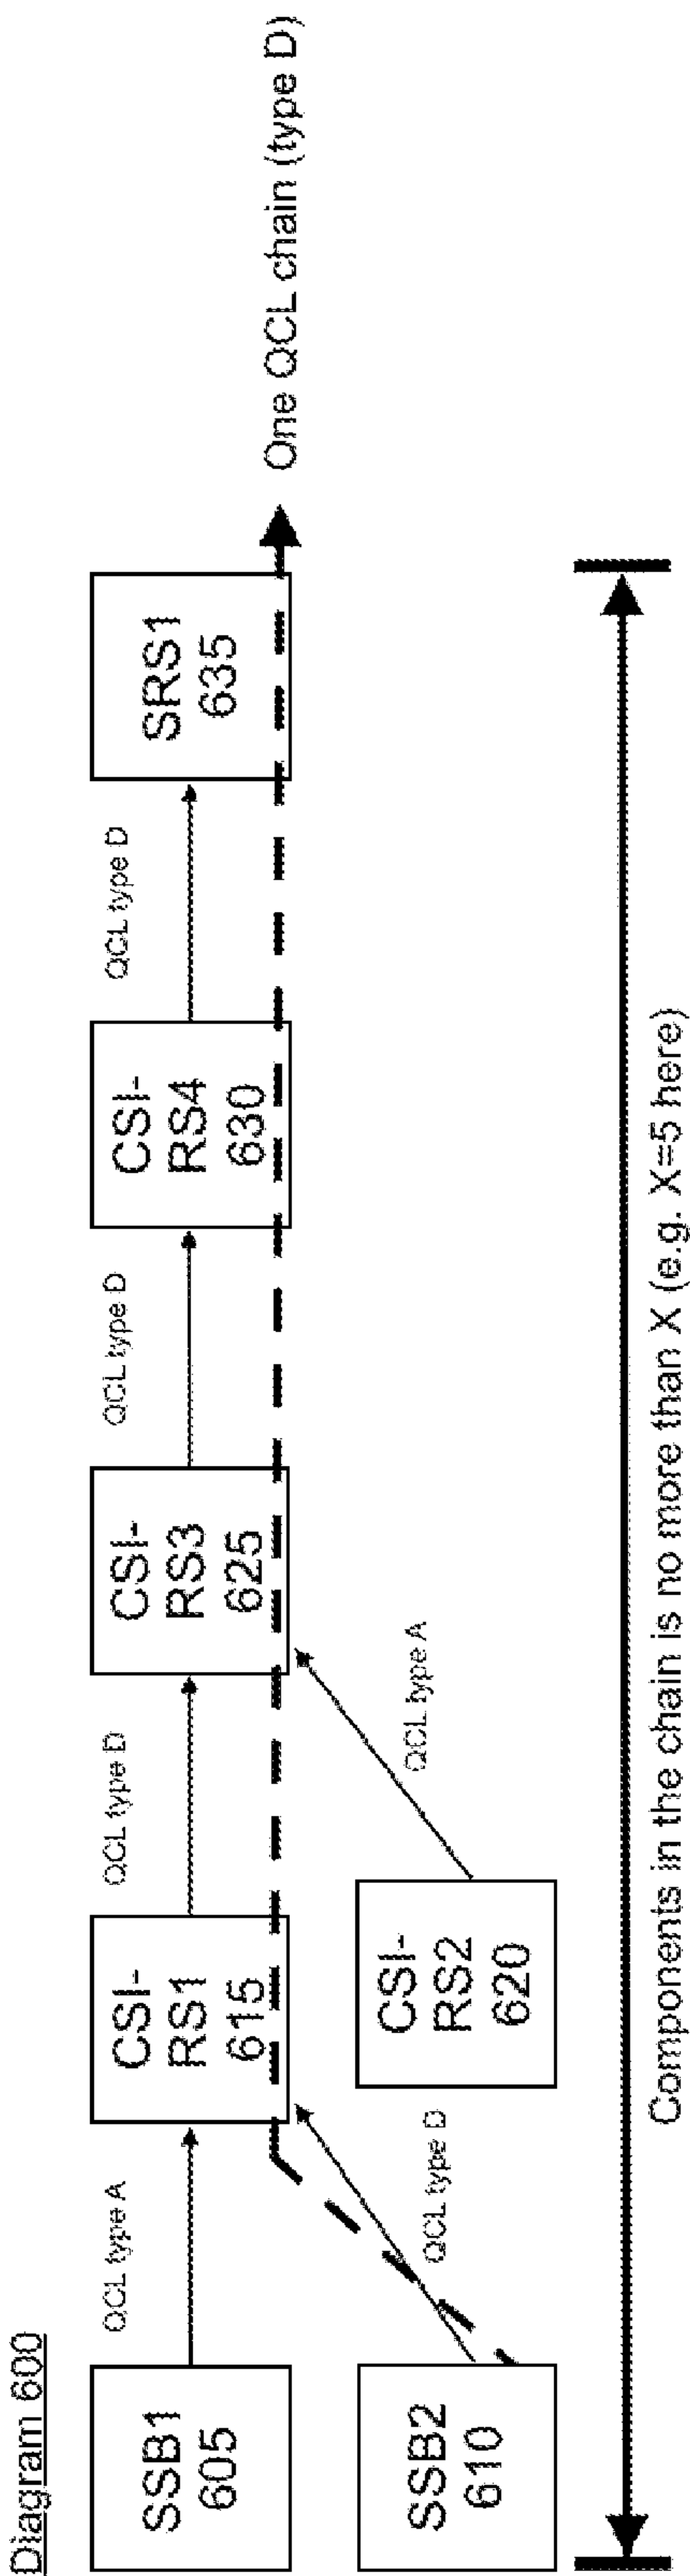 Diagram 600
SSB1
605
QCL type A
CSI-
RS1
615
QCL type D
CSI-
RS3
625
QCL type D
CSI-
RS4
630
QCL type D
SRS1
635
One QCL chain (type D)
SSB2
610
QCL type D
CSI-
RS2
620
QCL type A
Components in the chain is no more than X (e.g. X=5 here)